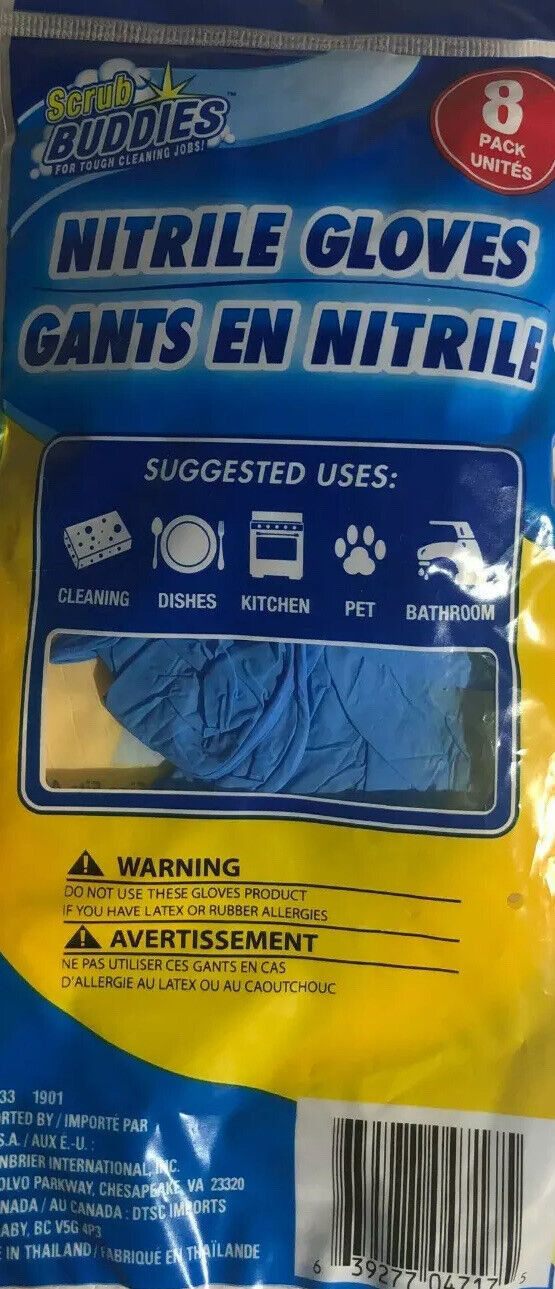 Scrub
BUDDIES™
FOR TOUGH CLEANING JOBS!
8
PACK
UNITÉS
NITRILE GLOVES
GANTS EN NITRILE
SUGGESTED USES:
CLEANING DISHES KITCHEN PET BATHROOM
WARNING
DO NOT USE THESE GLOVES PRODUCT
IF YOU HAVE LATEX OR RUBBER ALLERGIES
AVERTISSEMENT
NE PAS UTILISER CES GANTS EN CAS
D'ALLERGIE AU LATEX OU AU CAOUTCHOUC
33 1901
RTED BY / IMPORTÉ PAR
S.A. / AUX É.-U. :
NBRIER INTERNATIONAL, INC.
OLVO PARKWAY, CHESAPEAKE, VA 23320
NADA / AU CANADA : DTSC IMPORTS
ABY, BC V5G 4P3
E IN THAILAND / FABRIQUÉ EN THAÏLANDE
6 39277 04717 5